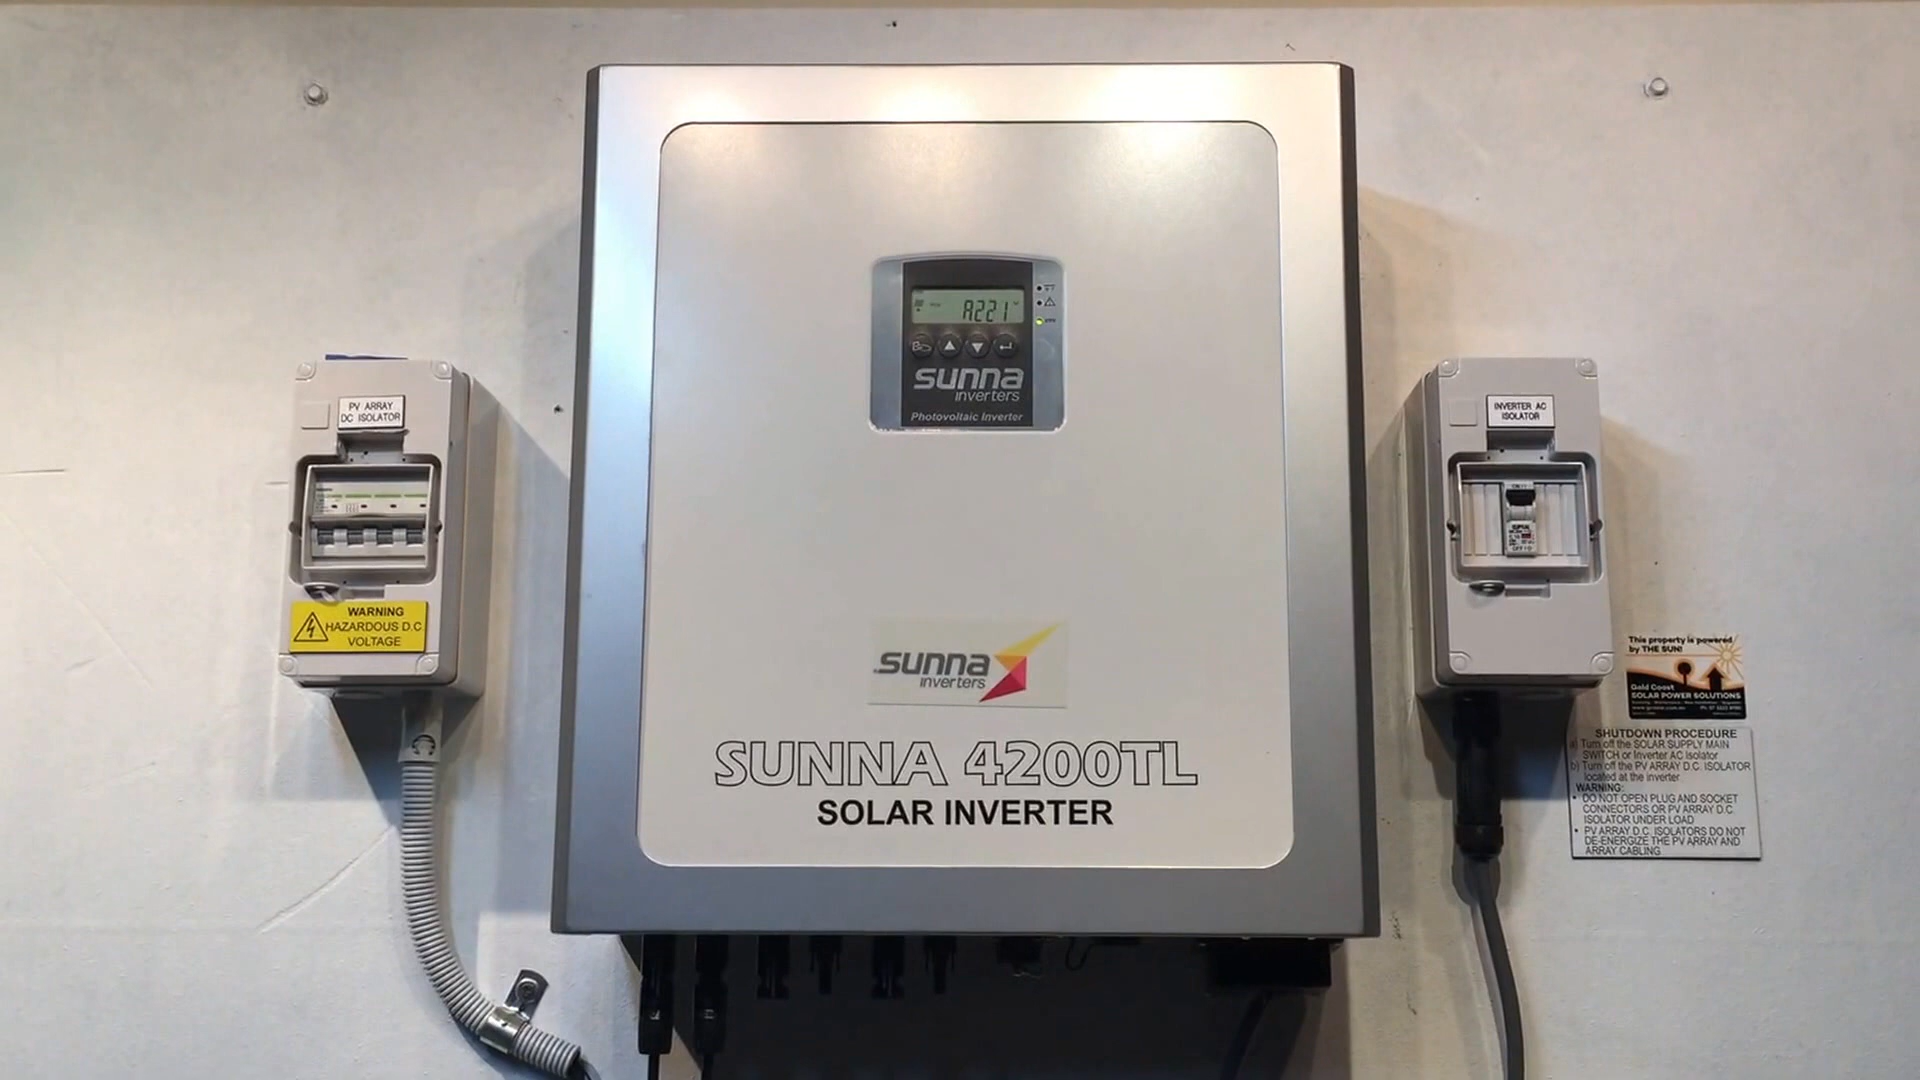 A221
sunna
inverters
Photovoltaic Inverter
PV ARRAY
DC ISOLATOR
WARNING
HAZARDOUS D.C
VOLTAGE
sunna
inverters
SUNNA 4200TL
SOLAR INVERTER
INVERTER AC
ISOLATOR
ON
OFF
This property is powered
by THE SUN!
Gold Coast
SOLAR POWER SOLUTIONS
SHUTDOWN PROCEDURE
a) Turn off the SOLAR SUPPLY MAIN
SWITCH or Inverter AC Isolator
b) Turn off the PV ARRAY D.C. ISOLATOR
located at the inverter
WARNING:
• DO NOT OPEN PLUG AND SOCKET
CONNECTORS OR PV ARRAY D.C.
ISOLATOR UNDER LOAD
• PV ARRAY D.C. ISOLATORS DO NOT
DE-ENERGIZE THE PV ARRAY AND
ARRAY CABLING